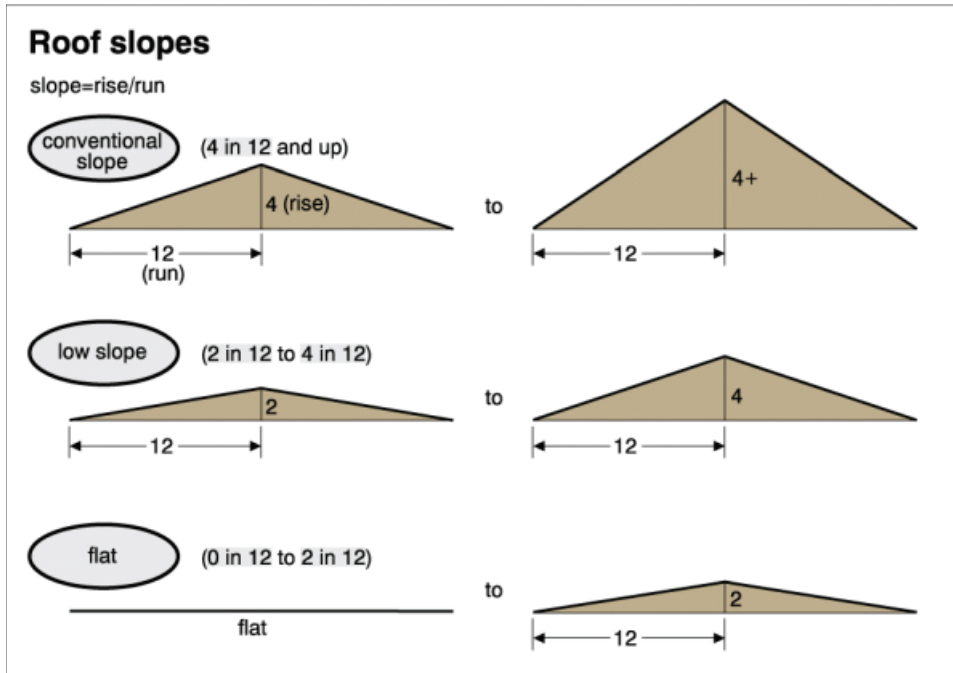 Roof slopes
slope=rise/run
conventional
slope
(4 in 12 and up)
4 (rise)
12
(run)
to
4+
12
low slope
(2 in 12 to 4 in 12)
2
12
to
4
12
flat
(0 in 12 to 2 in 12)
flat
to
2
12